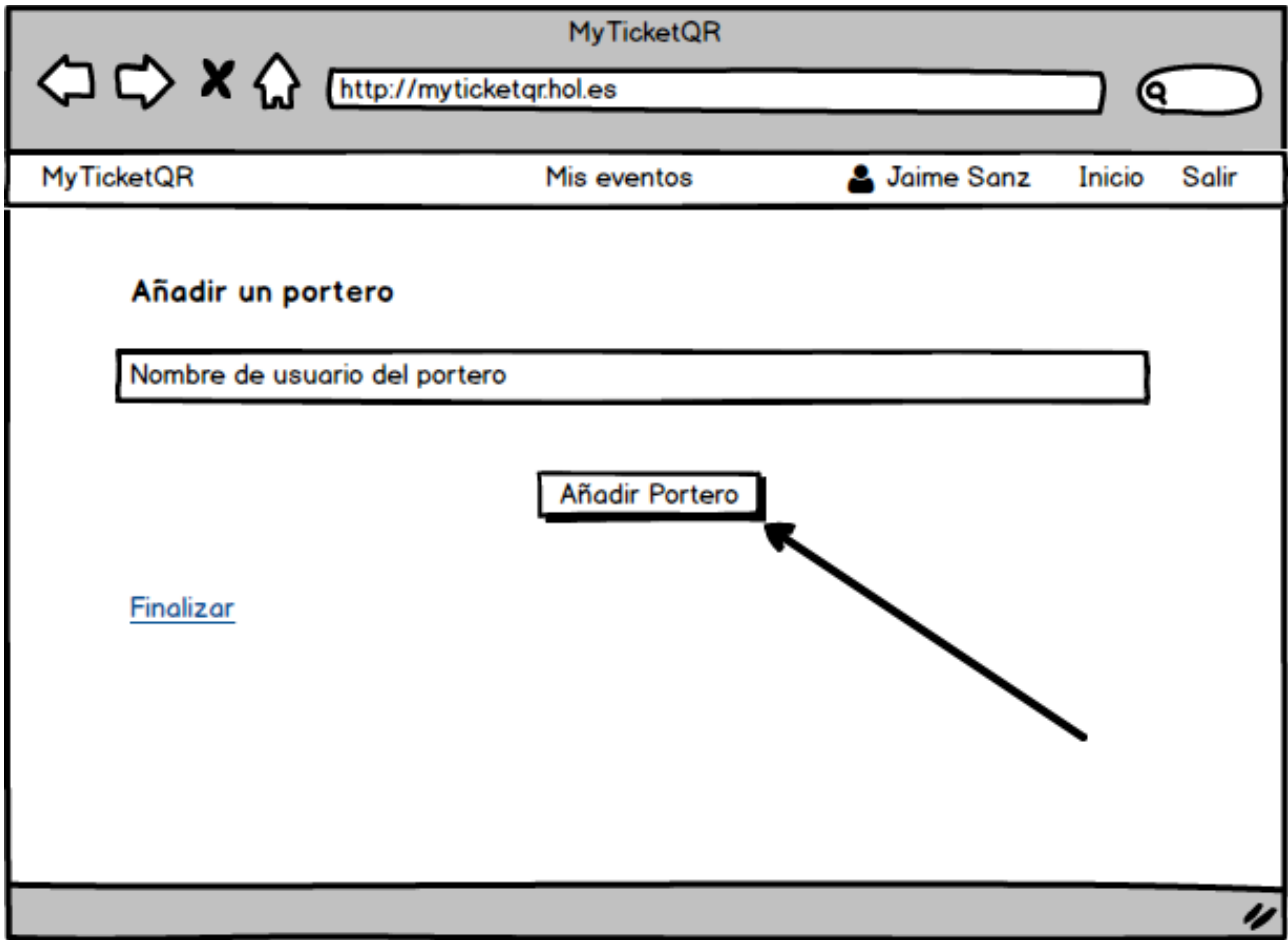 MyTicketQR
http://myticketqr.hol.es
MyTicketQR Mis eventos Jaime Sanz Inicio Salir
Añadir un portero
Nombre de usuario del portero
Añadir Portero
Finalizar